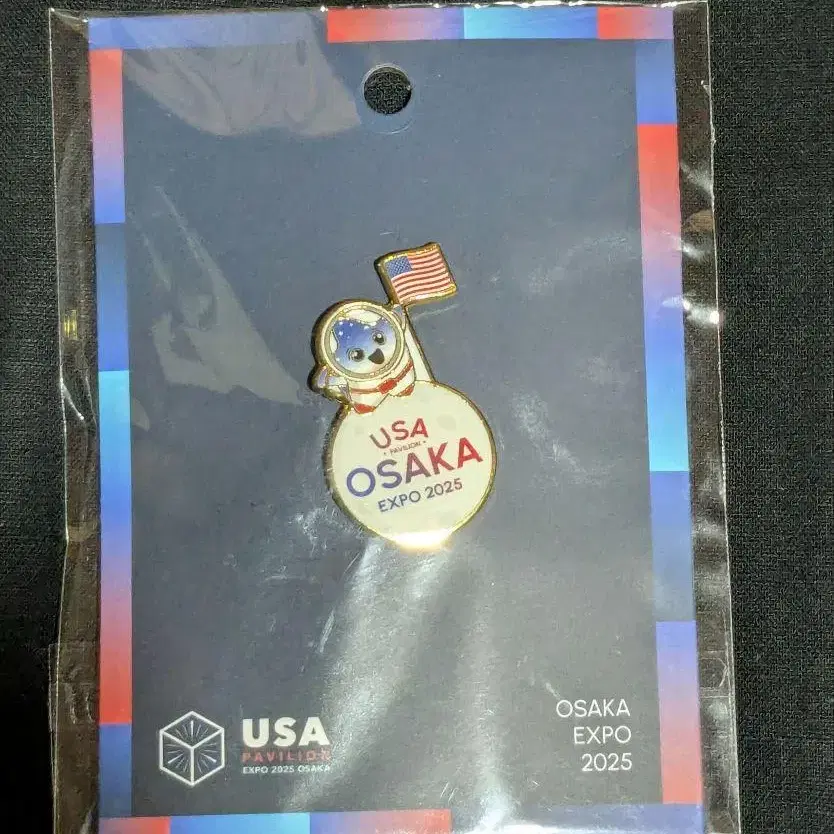 USA
• PAVILION •
OSAKA
EXPO 2025
USA
PAVILION
EXPO 2025 OSAKA
OSAKA
EXPO
2025